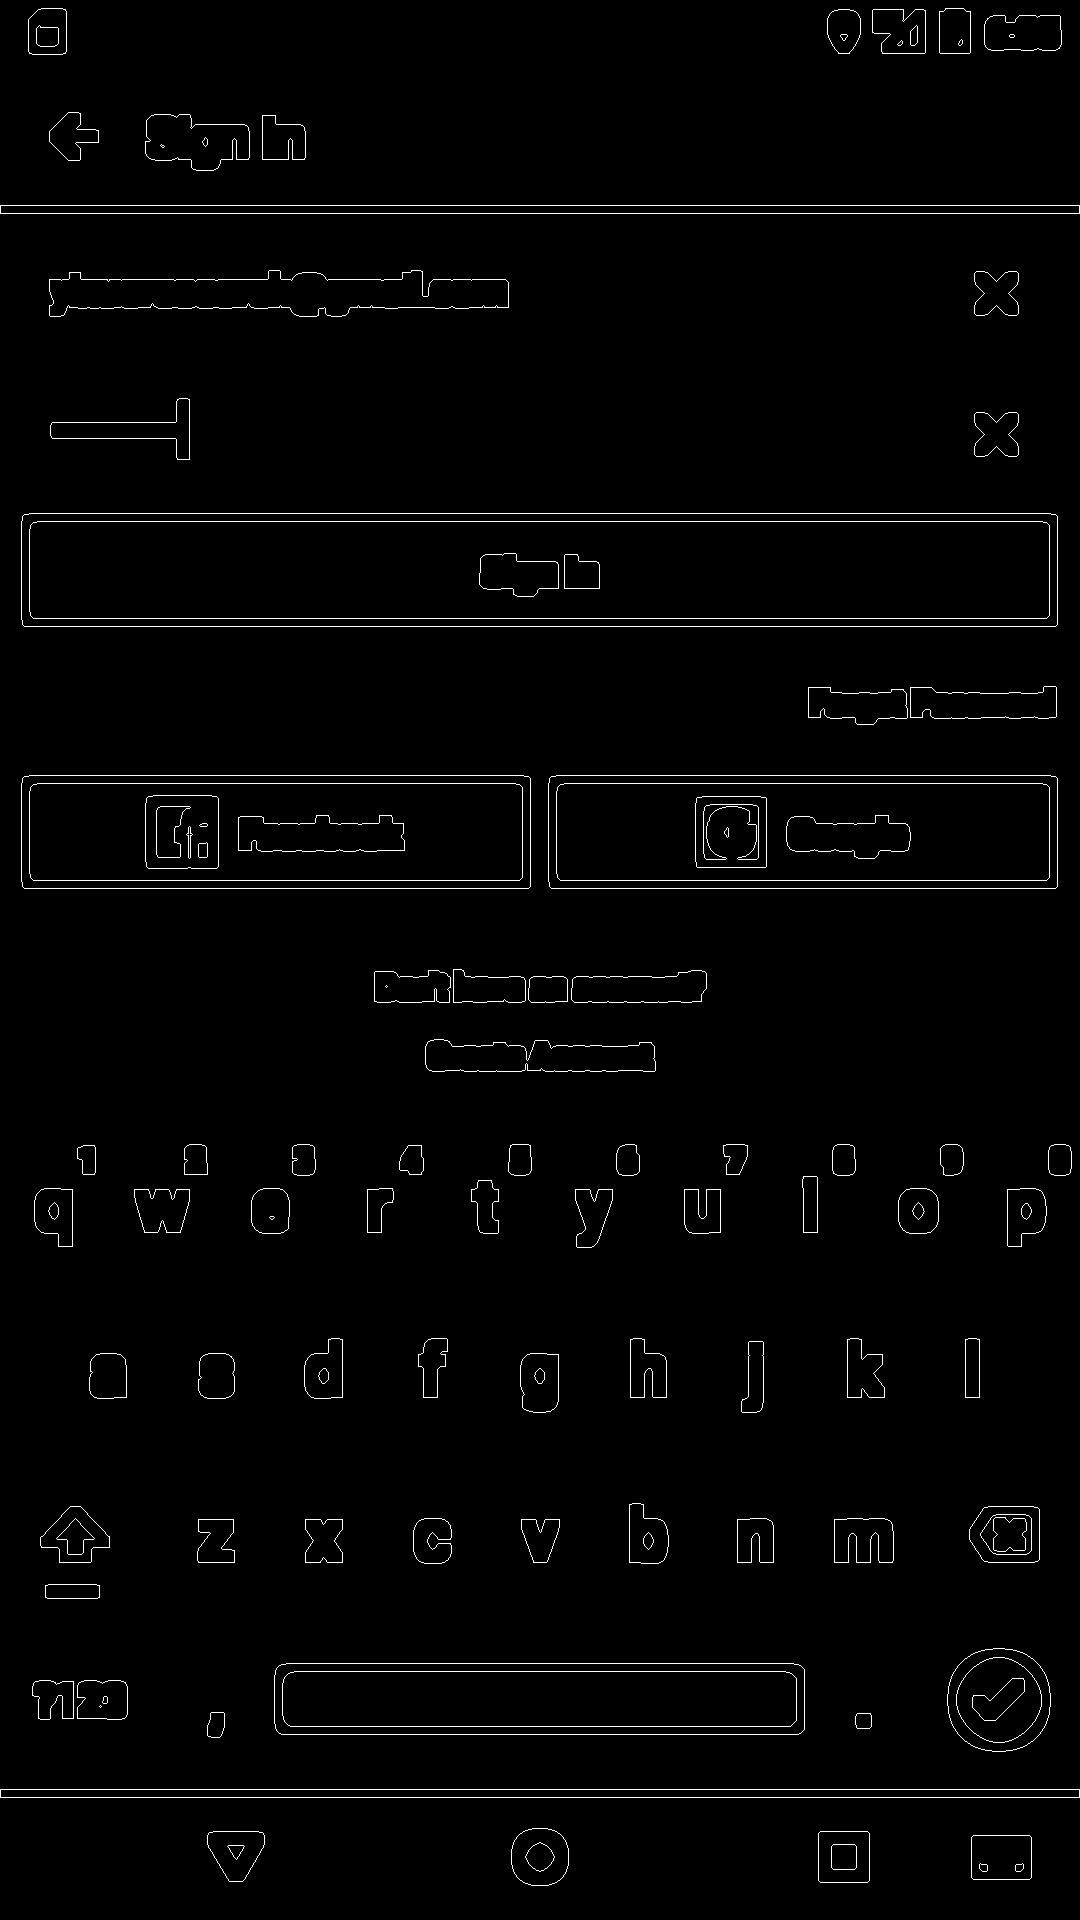 Sign in
Sign in
Forgot Password
Facebook
Google
Don't have an account?
Create Account
1 2 3 4 5 6 7 8 9 0
q w e r t y u l o p
a s d f g h j k l
z x c v b n m
?123 , .